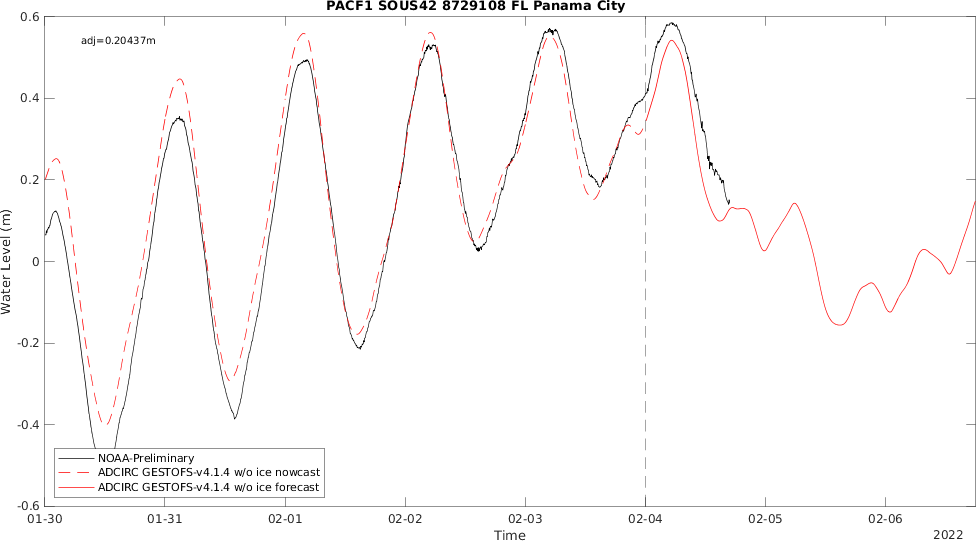 PACF1 SOUS42 8729108 FL Panama City
adj=0.20437m
0.6
0.4
0.2
0
-0.2
-0.4
-0.6
Water Level (m)
NOAA-Preliminary
ADCIRC GESTOFS-v4.1.4 w/o ice nowcast
ADCIRC GESTOFS-v4.1.4 w/o ice forecast
01-30 01-31 02-01 02-02 02-03 02-04 02-05 02-06
Time
2022